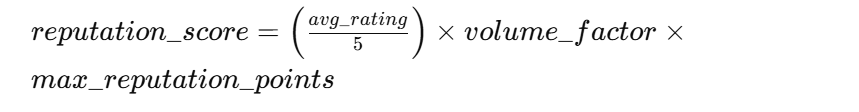 reputation_score = (avg_rating / 5) × volume_factor ×
max_reputation_points